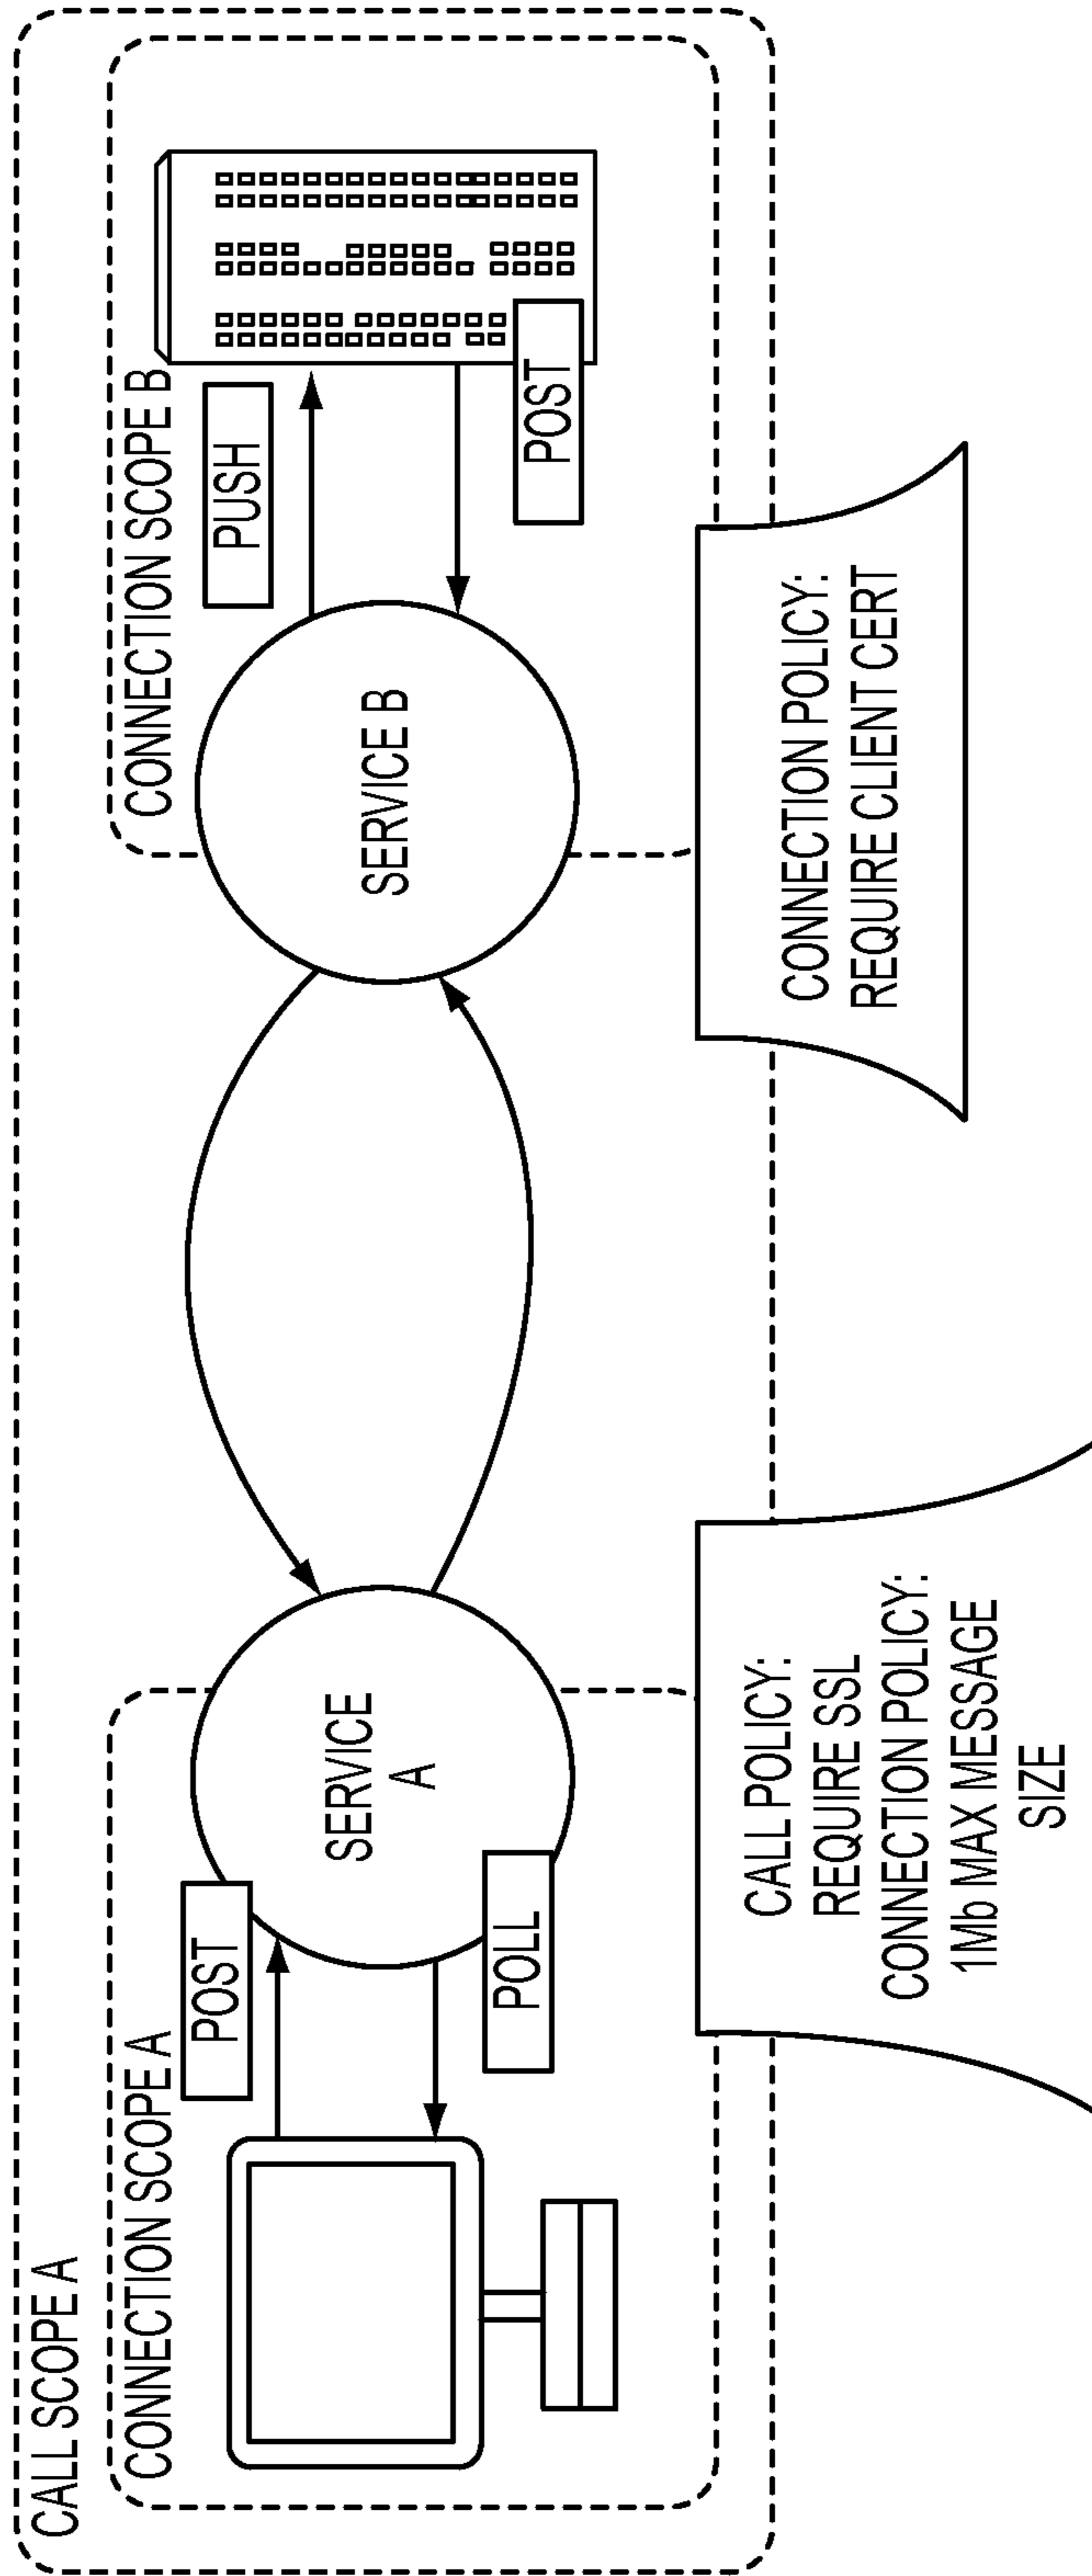 CALL SCOPE A
CONNECTION SCOPE A
CONNECTION SCOPE B
POST
SERVICE
A
POLL
SERVICE B
PUSH
POST
CALL POLICY:
REQUIRE SSL
CONNECTION POLICY:
1Mb MAX MESSAGE
SIZE
CONNECTION POLICY:
REQUIRE CLIENT CERT